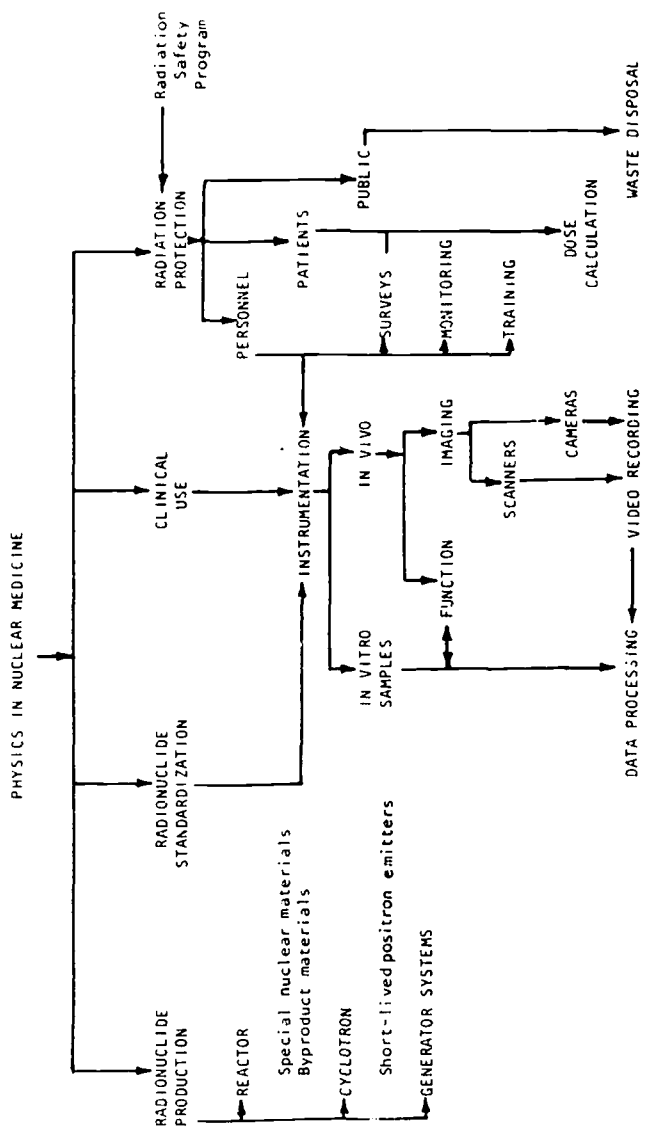 PHYSICS IN NUCLEAR MEDICINE
RADIONUCLIDE
PRODUCTION
REACTOR
Special nuclear materials
Byproduct materials
CYCLOTRON
Short-lived positron emitters
GENERATOR SYSTEMS
RADIONUCLIDE
STANDARDIZATION
CLINICAL
USE
INSTRUMENTATION
IN VITRO
SAMPLES
IN VIVO
FUNCTION
IMAGING
SCANNERS
CAMERAS
DATA PROCESSING
VIDEO RECORDING
RADIATION
PROTECTION
Radiation
Safety
Program
PERSONNEL
PATIENTS
PUBLIC
SURVEYS
MONITORING
TRAINING
DOSE
CALCULATION
WASTE DISPOSAL